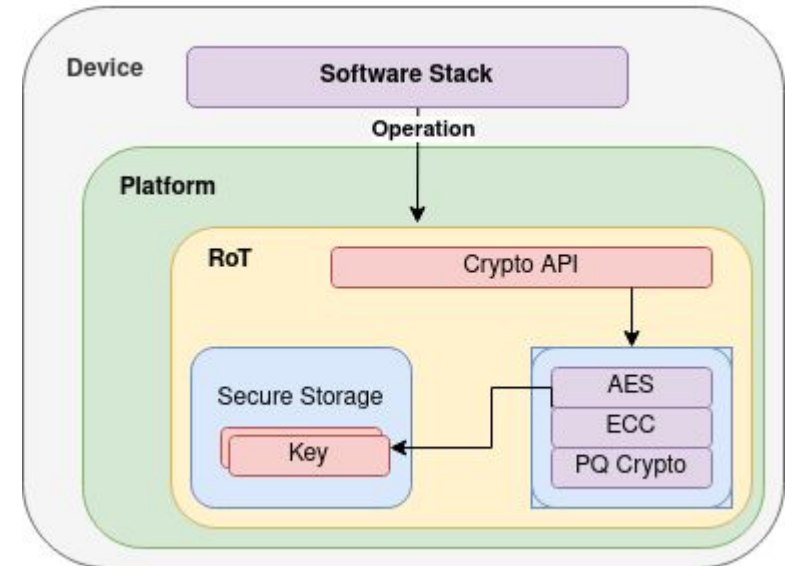 Device
Software Stack
Operation
Platform
RoT
Crypto API
Secure Storage
Key
AES
ECC
PQ Crypto